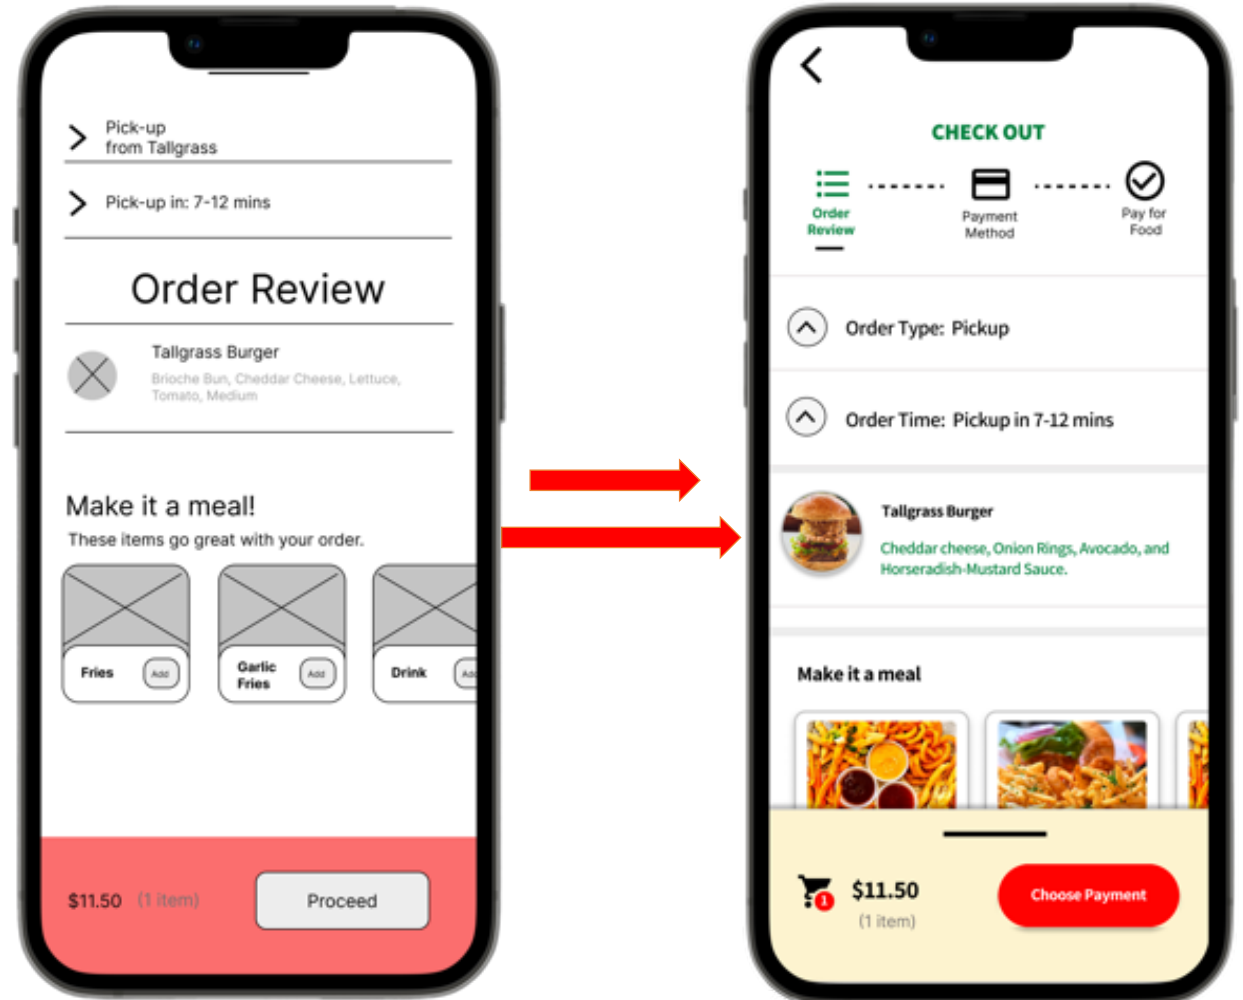 Pick-up
from Tallgrass
Pick-up in: 7-12 mins
Order Review
Tallgrass Burger
Brioche Bun, Cheddar Cheese, Lettuce,
Tomato, Medium
Make it a meal!
These items go great with your order.
Fries
Add
Garlic
Fries
Add
Drink
Add
$11.50 (1 item)
Proceed
CHECK OUT
Order
Review
Payment
Method
Pay for
Food
Order Type: Pickup
Order Time: Pickup in 7-12 mins
Tallgrass Burger
Cheddar cheese, Onion Rings, Avocado, and
Horseradish-Mustard Sauce.
Make it a meal
1
$11.50
(1 item)
Choose Payment